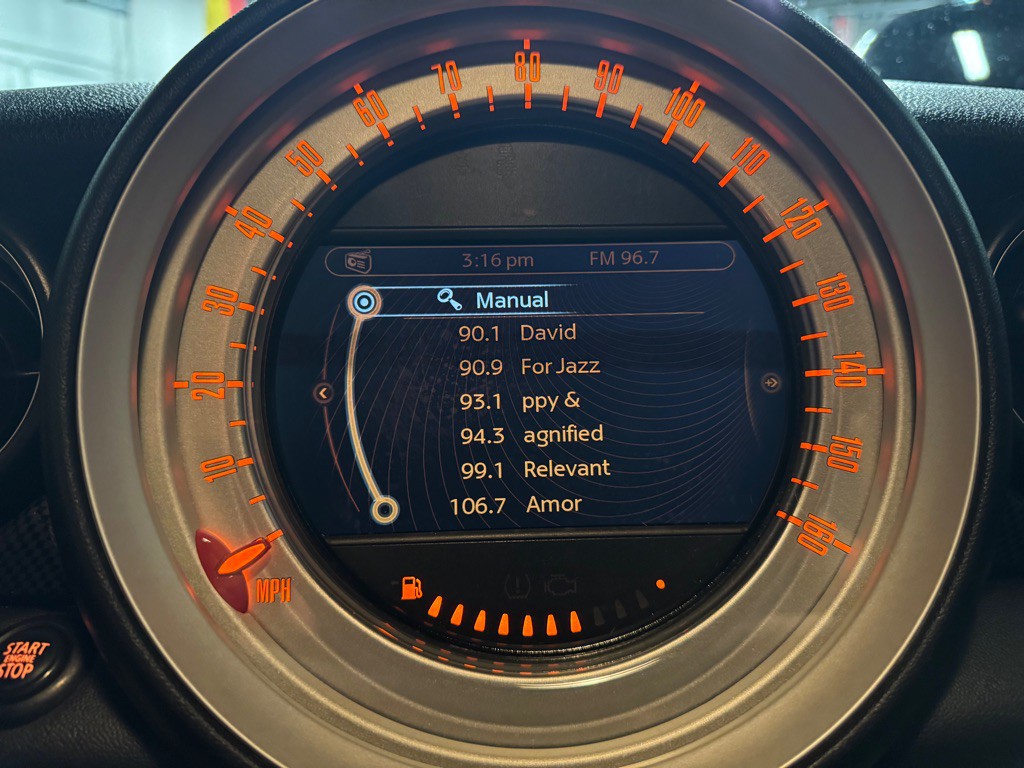 80
70
90
60
100
50
110
40
120
30
130
20
140
10
150
160
MPH
3:16 pm FM 96.7
Manual
90.1 David
90.9 For Jazz
93.1 ppy &
94.3 agnified
99.1 Relevant
106.7 Amor
START
ENGINE
STOP